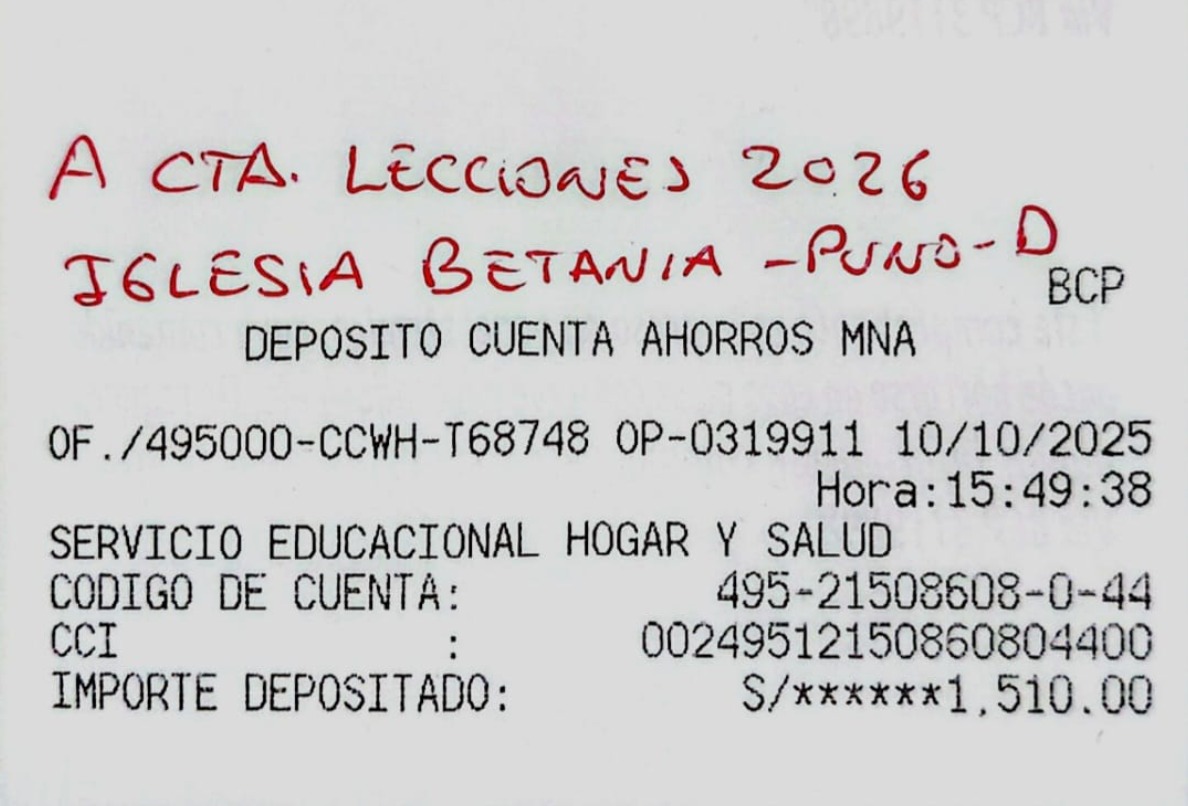 A CTA. LECCIONES 2026
IGLESIA BETANIA - PUNO - D
BCP
DEPOSITO CUENTA AHORROS MNA
OF./495000-CCWH-T68748 OP-0319911 10/10/2025
Hora:15:49:38
SERVICIO EDUCACIONAL HOGAR Y SALUD
CODIGO DE CUENTA: 495-21508608-0-44
CCI : 00249512150860804400
IMPORTE DEPOSITADO: S/******1,510.00